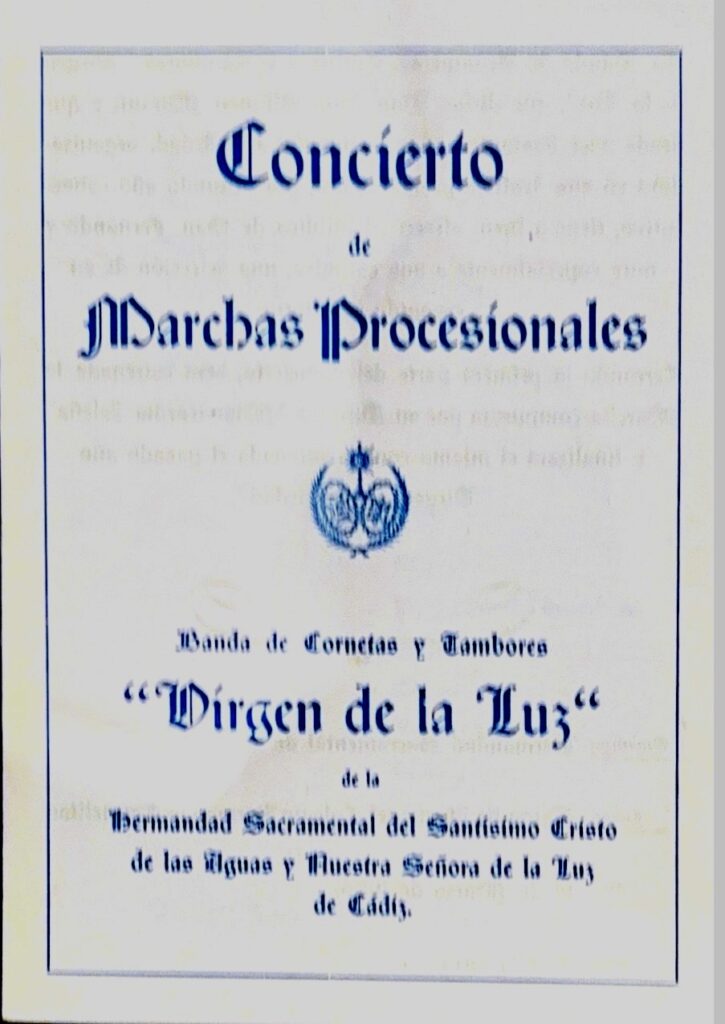 Concierto
de
Marchas Procesionales
Banda de Cornetas y Tambores
“Virgen de la Luz“
de la
Hermandad Sacramental del Santísimo Cristo
de las Aguas y Nuestra Señora de la Luz
de Cádiz.